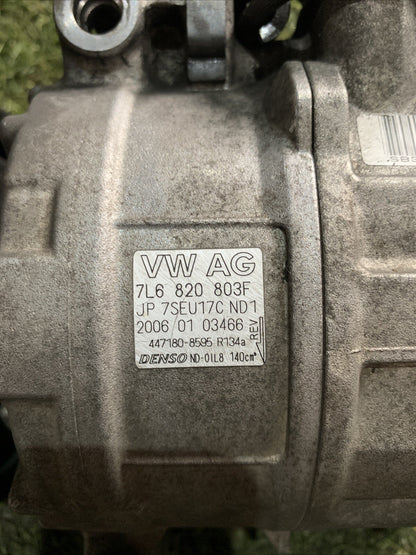 VW AG
7L6 820 803F
JP 7SEU17C ND1
2006 01 03466
REV
447180-8595 R134a
DENSO ND-OIL8 140cm³